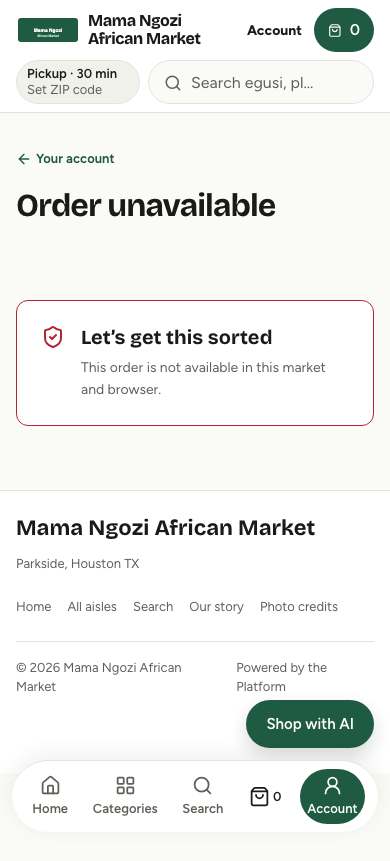 Mama Ngozi
African Market
Mama Ngozi
African Market
Account
0
Pickup · 30 min
Set ZIP code
Search egusi, pl...
Your account
Order unavailable
Let's get this sorted
This order is not available in this market
and browser.
Mama Ngozi African Market
Parkside, Houston TX
Home All aisles Search Our story Photo credits
© 2026 Mama Ngozi African
Market
Powered by the
Platform
Shop with AI
Home
Categories
Search
0
Account